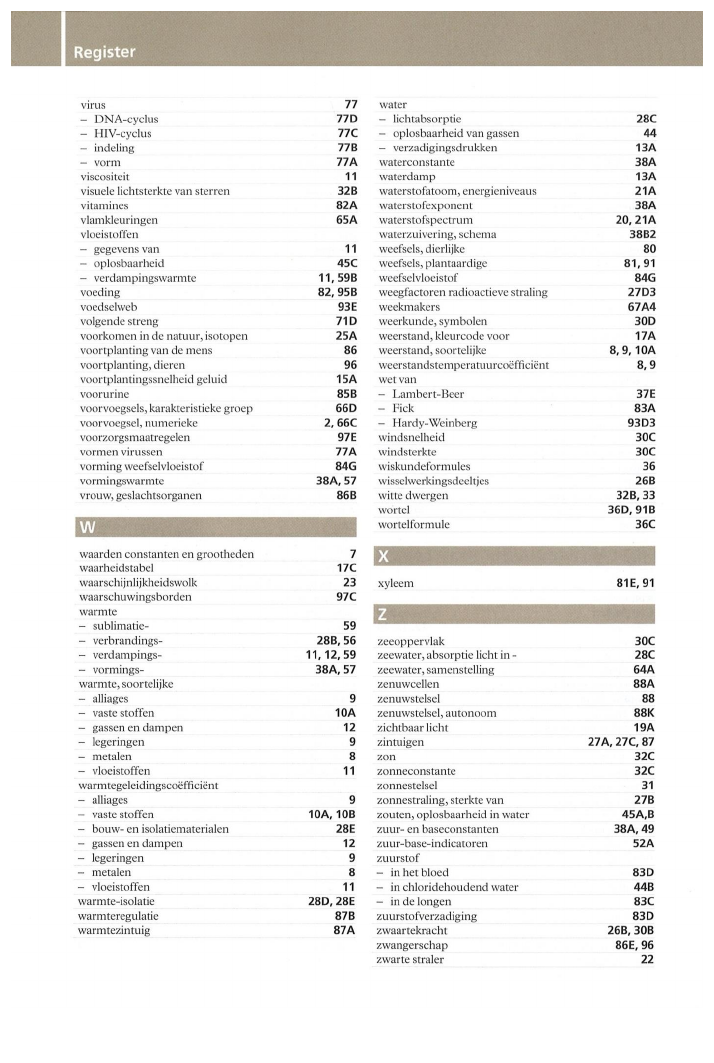 Register
virus 77
– DNA-cyclus 77D
– HIV-cyclus 77C
– indeling 77B
– vorm 77A
viscositeit 11
visuele lichtsterkte van sterren 32B
vitamines 82A
vlamkleuringen 65A
vloeistoffen
– gegevens van 11
– oplosbaarheid 45C
– verdampingswarmte 11, 59B
voeding 82, 95B
voedselweb 93E
volgende streng 71D
voorkomen in de natuur, isotopen 25A
voortplanting van de mens 86
voortplanting, dieren 96
voortplantingssnelheid geluid 15A
voorurine 85B
voorvoegsels, karakteristieke groep 66D
voorvoegsel, numerieke 2, 66C
voorzorgsmaatregelen 97E
vormen virussen 77A
vorming weefselvloeistof 84G
vormingswarmte 38A, 57
vrouw, geslachtsorganen 86B
W
waarden constanten en grootheden 7
waarheidstabel 17C
waarschijnlijkheidswolk 23
waarschuwingsborden 97C
warmte
– sublimatie- 59
– verbrandings- 28B, 56
– verdampings- 11, 12, 59
– vormings- 38A, 57
warmte, soortelijke
– alliages 9
– vaste stoffen 10A
– gassen en dampen 12
– legeringen 9
– metalen 8
– vloeistoffen 11
warmtegeleidingscoëfficiënt
– alliages 9
– vaste stoffen 10A, 10B
– bouw- en isolatiematerialen 28E
– gassen en dampen 12
– legeringen 9
– metalen 8
– vloeistoffen 11
warmte-isolatie 28D, 28E
warmteregulatie 87B
warmtezintuig 87A
water
– lichtabsorptie 28C
– oplosbaarheid van gassen 44
– verzadigingsdrukken 13A
waterconstante 38A
waterdamp 13A
waterstofatoom, energieniveaus 21A
waterstofexponent 38A
waterstofspectrum 20, 21A
waterzuivering, schema 38B2
weefsels, dierlijke 80
weefsels, plantaardige 81, 91
weefselvloeistof 84G
weegfactoren radioactieve straling 27D3
weekmakers 67A4
weerkunde, symbolen 30D
weerstand, kleurcode voor 17A
weerstand, soortelijke 8, 9, 10A
weerstandstemperatuurcoëfficiënt 8, 9
wet van
– Lambert-Beer 37E
– Fick 83A
– Hardy-Weinberg 93D3
windsnelheid 30C
windsterkte 30C
wiskundeformules 36
wisselwerkingsdeeltjes 26B
witte dwergen 32B, 33
wortel 36D, 91B
wortelformule 36C
X
xyleem 81E, 91
Z
zeeoppervlak 30C
zeewater, absorptie licht in - 28C
zeewater, samenstelling 64A
zenuwcellen 88A
zenuwstelsel 88
zenuwstelsel, autonoom 88K
zichtbaar licht 19A
zintuigen 27A, 27C, 87
zon 32C
zonneconstante 32C
zonnestelsel 31
zonnestraling, sterkte van 27B
zouten, oplosbaarheid in water 45A,B
zuur- en baseconstanten 38A, 49
zuur-base-indicatoren 52A
zuurstof
– in het bloed 83D
– in chloridehoudend water 44B
– in de longen 83C
zuurstofverzadiging 83D
zwaartekracht 26B, 30B
zwangerschap 86E, 96
zwarte straler 22